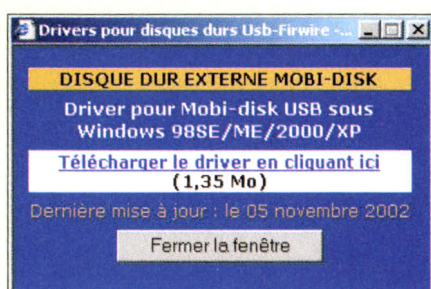 Drivers pour disques durs Usb-Firwire -...
DISQUE DUR EXTERNE MOBI-DISK
Driver pour Mobi-disk USB sous
Windows 98SE/ME/2000/XP
Télécharger le driver en cliquant ici
(1,35 Mo)
Dernière mise à jour : le 05 novembre 2002
Fermer la fenêtre